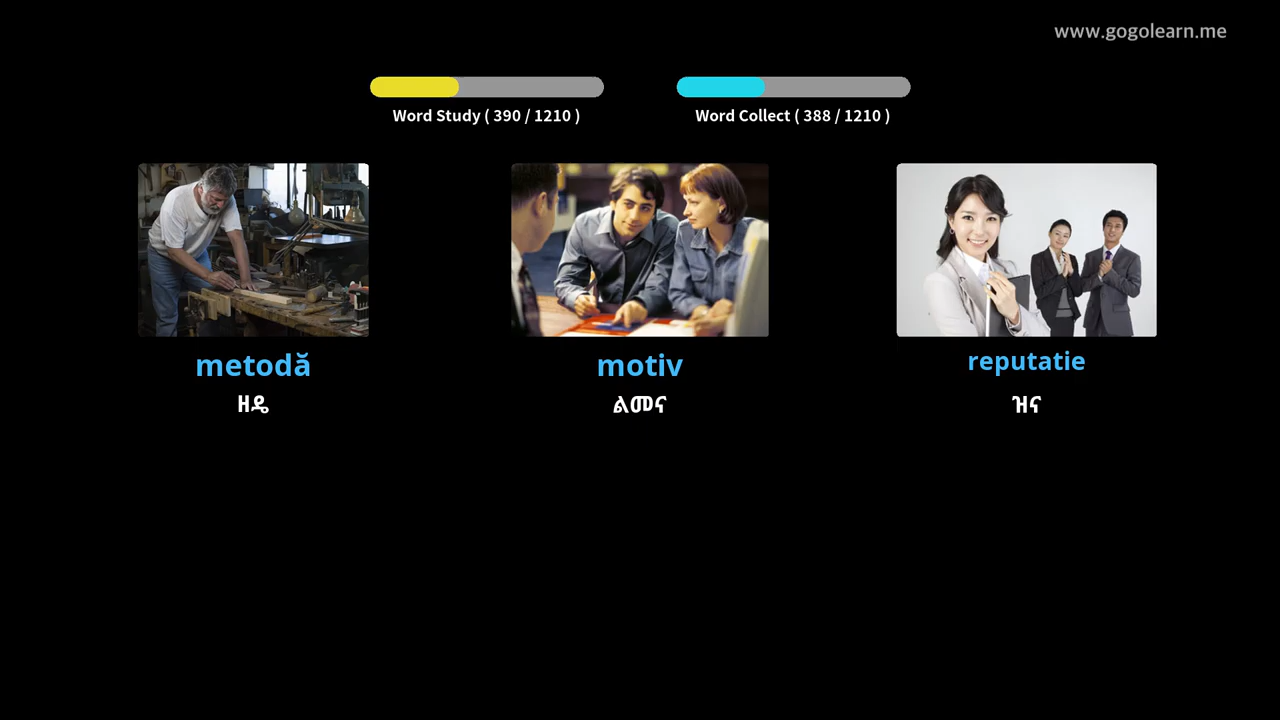 www.gogolearn.me
Word Study ( 390 / 1210 )
Word Collect ( 388 / 1210 )
metodă
motiv
reputatie
ዘዴ
ልመና
ዝና